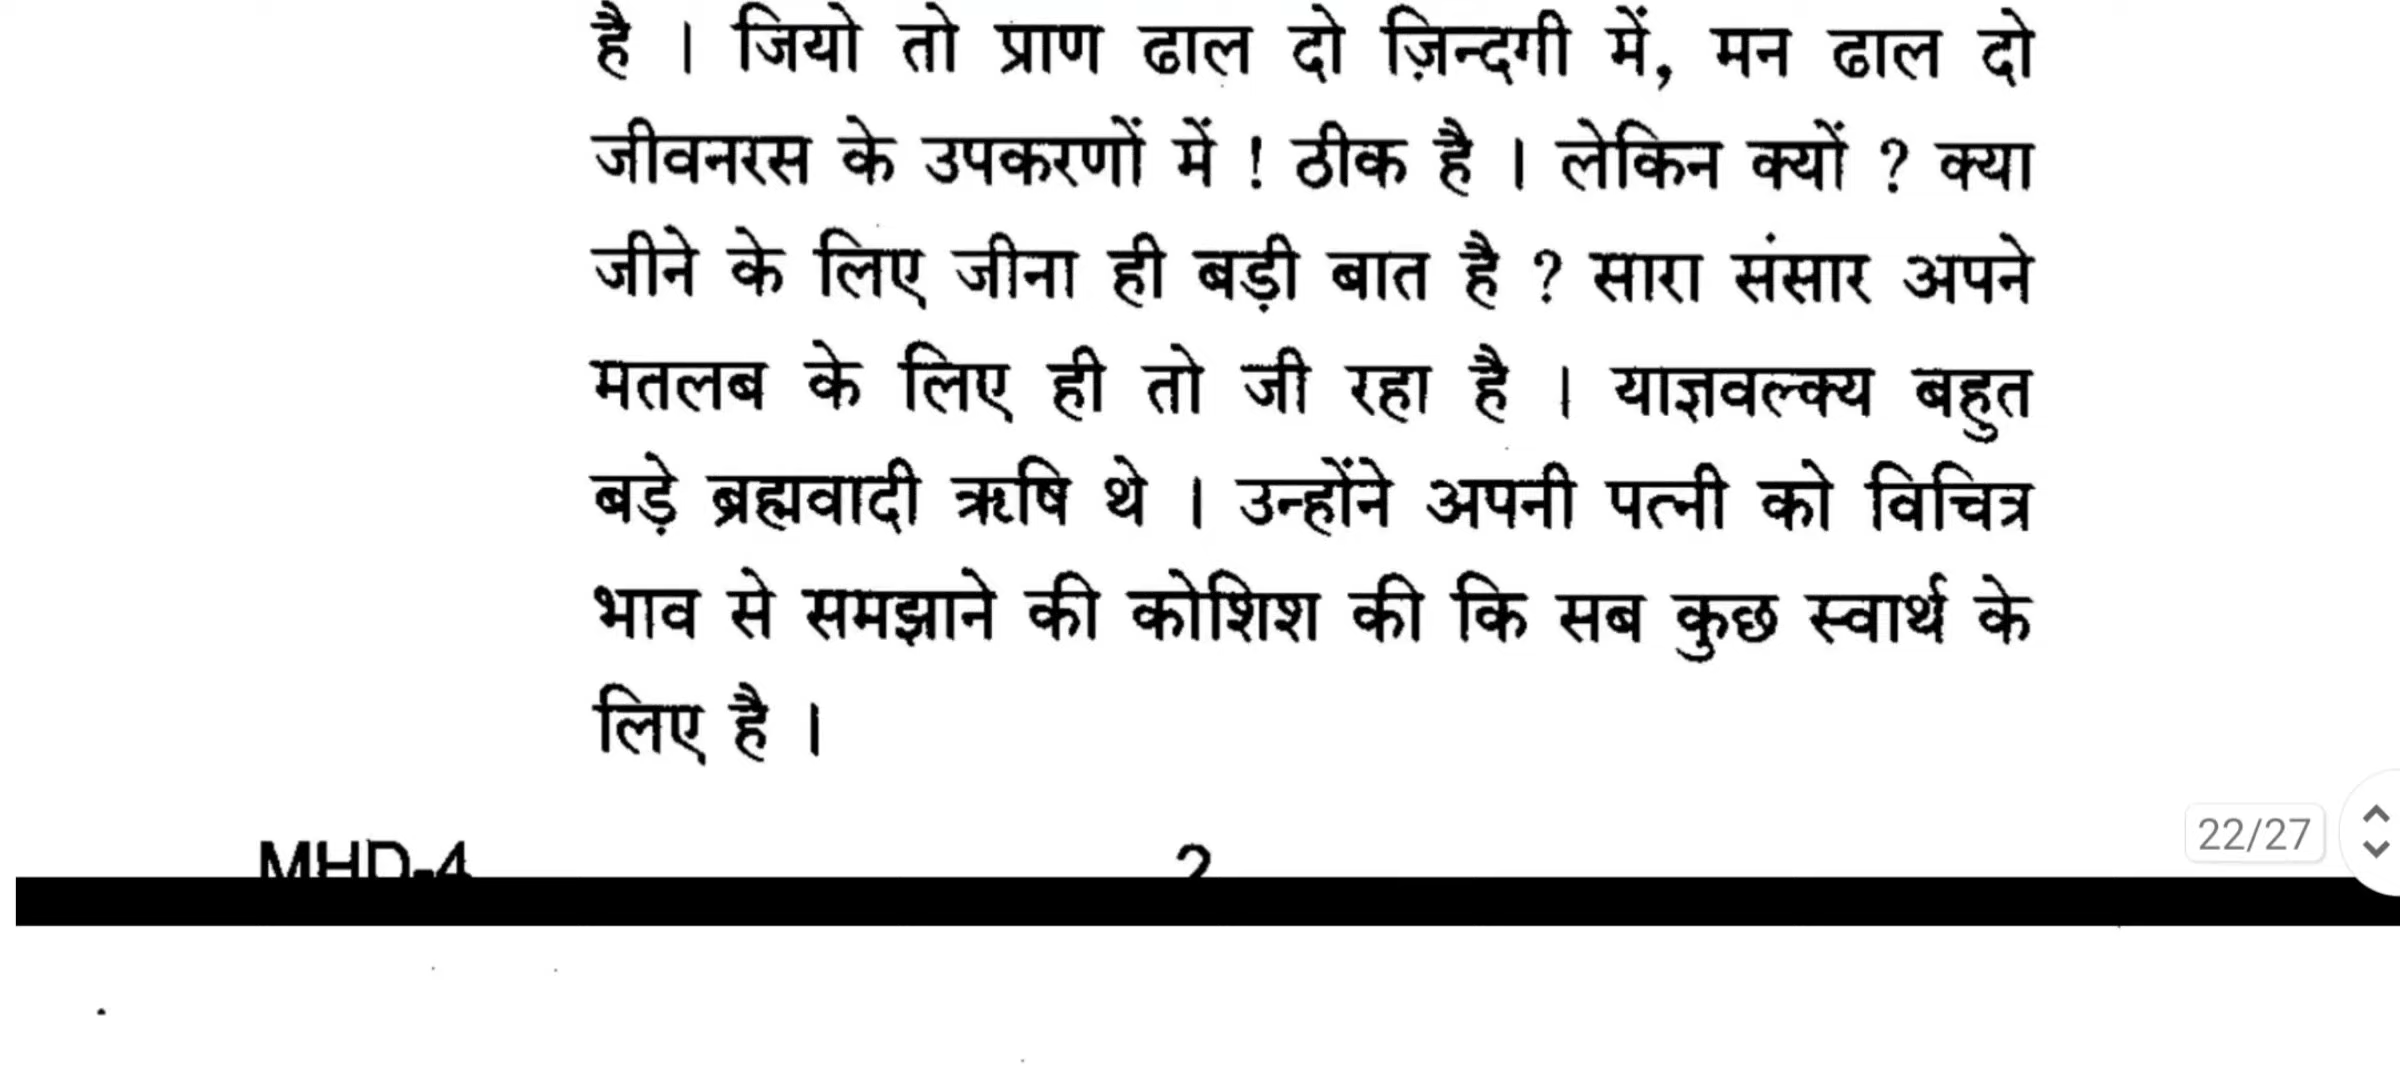 है । जियो तो प्राण ढाल दो ज़िन्दगी में, मन ढाल दो
जीवनरस के उपकरणों में ! ठीक है । लेकिन क्यों ? क्या
जीने के लिए जीना ही बड़ी बात है ? सारा संसार अपने
मतलब के लिए ही तो जी रहा है । याज्ञवल्क्य बहुत
बड़े ब्रह्मवादी ऋषि थे । उन्होंने अपनी पत्नी को विचित्र
भाव से समझाने की कोशिश की कि सब कुछ स्वार्थ के
लिए है ।
22/27
MHD-4 2